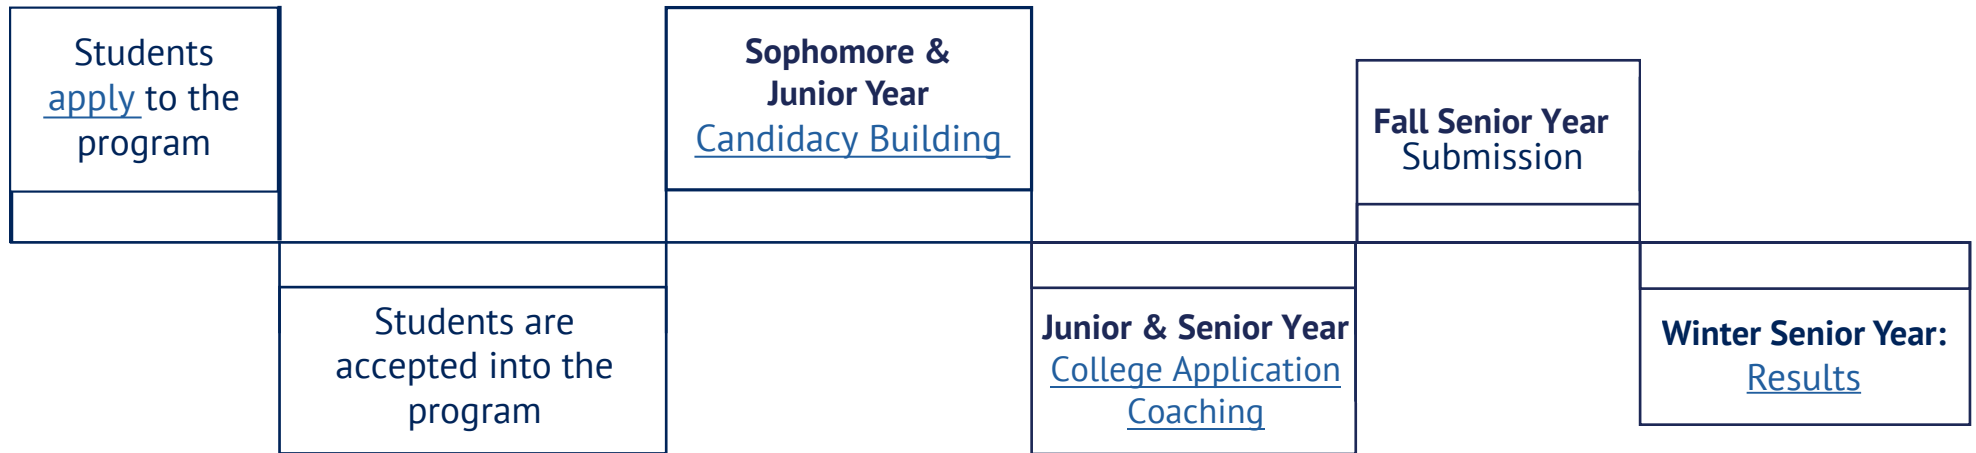 Students
apply to the
program
Students are
accepted into the
program
Sophomore &
Junior Year
Candidacy Building
Junior & Senior Year
College Application
Coaching
Fall Senior Year
Submission
Winter Senior Year:
Results